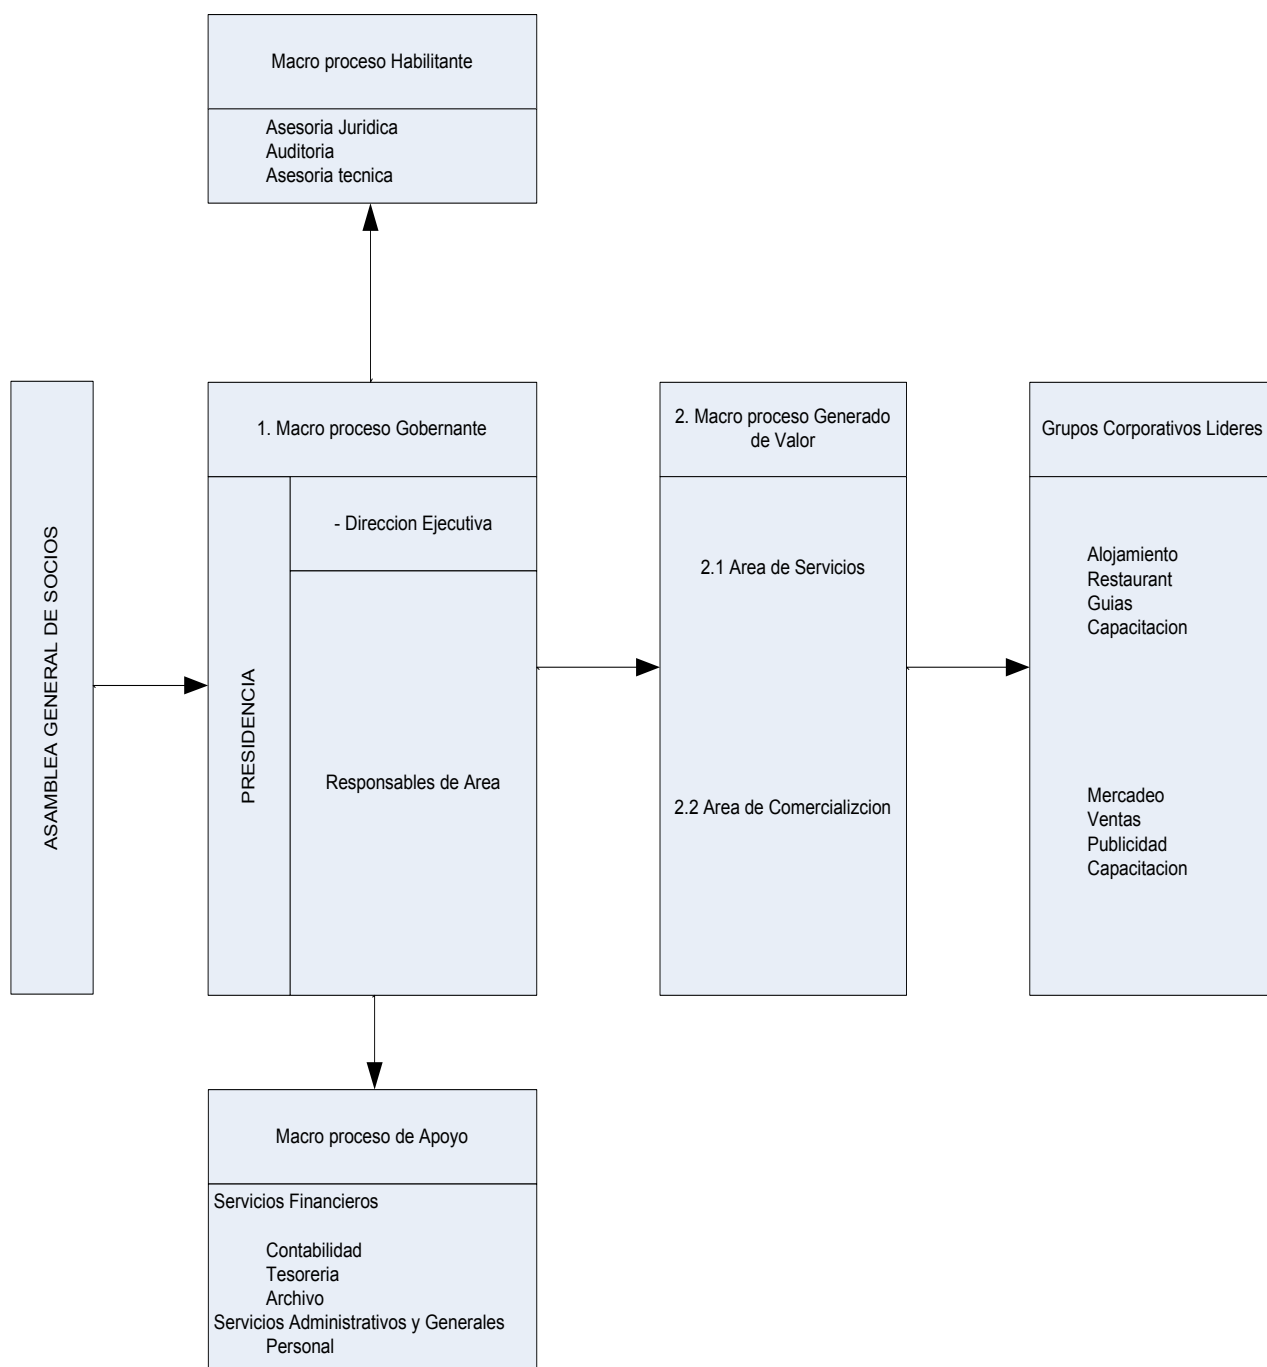 Macro proceso Habilitante
Asesoria Juridica
Auditoria
Asesoria tecnica
ASAMBLEA GENERAL DE SOCIOS
1. Macro proceso Gobernante
PRESIDENCIA
- Direccion Ejecutiva
Responsables de Area
2. Macro proceso Generado
de Valor
2.1 Area de Servicios
2.2 Area de Comercializcion
Grupos Corporativos Lideres
Alojamiento
Restaurant
Guias
Capacitacion
Mercadeo
Ventas
Publicidad
Capacitacion
Macro proceso de Apoyo
Servicios Financieros
Contabilidad
Tesoreria
Archivo
Servicios Administrativos y Generales
Personal